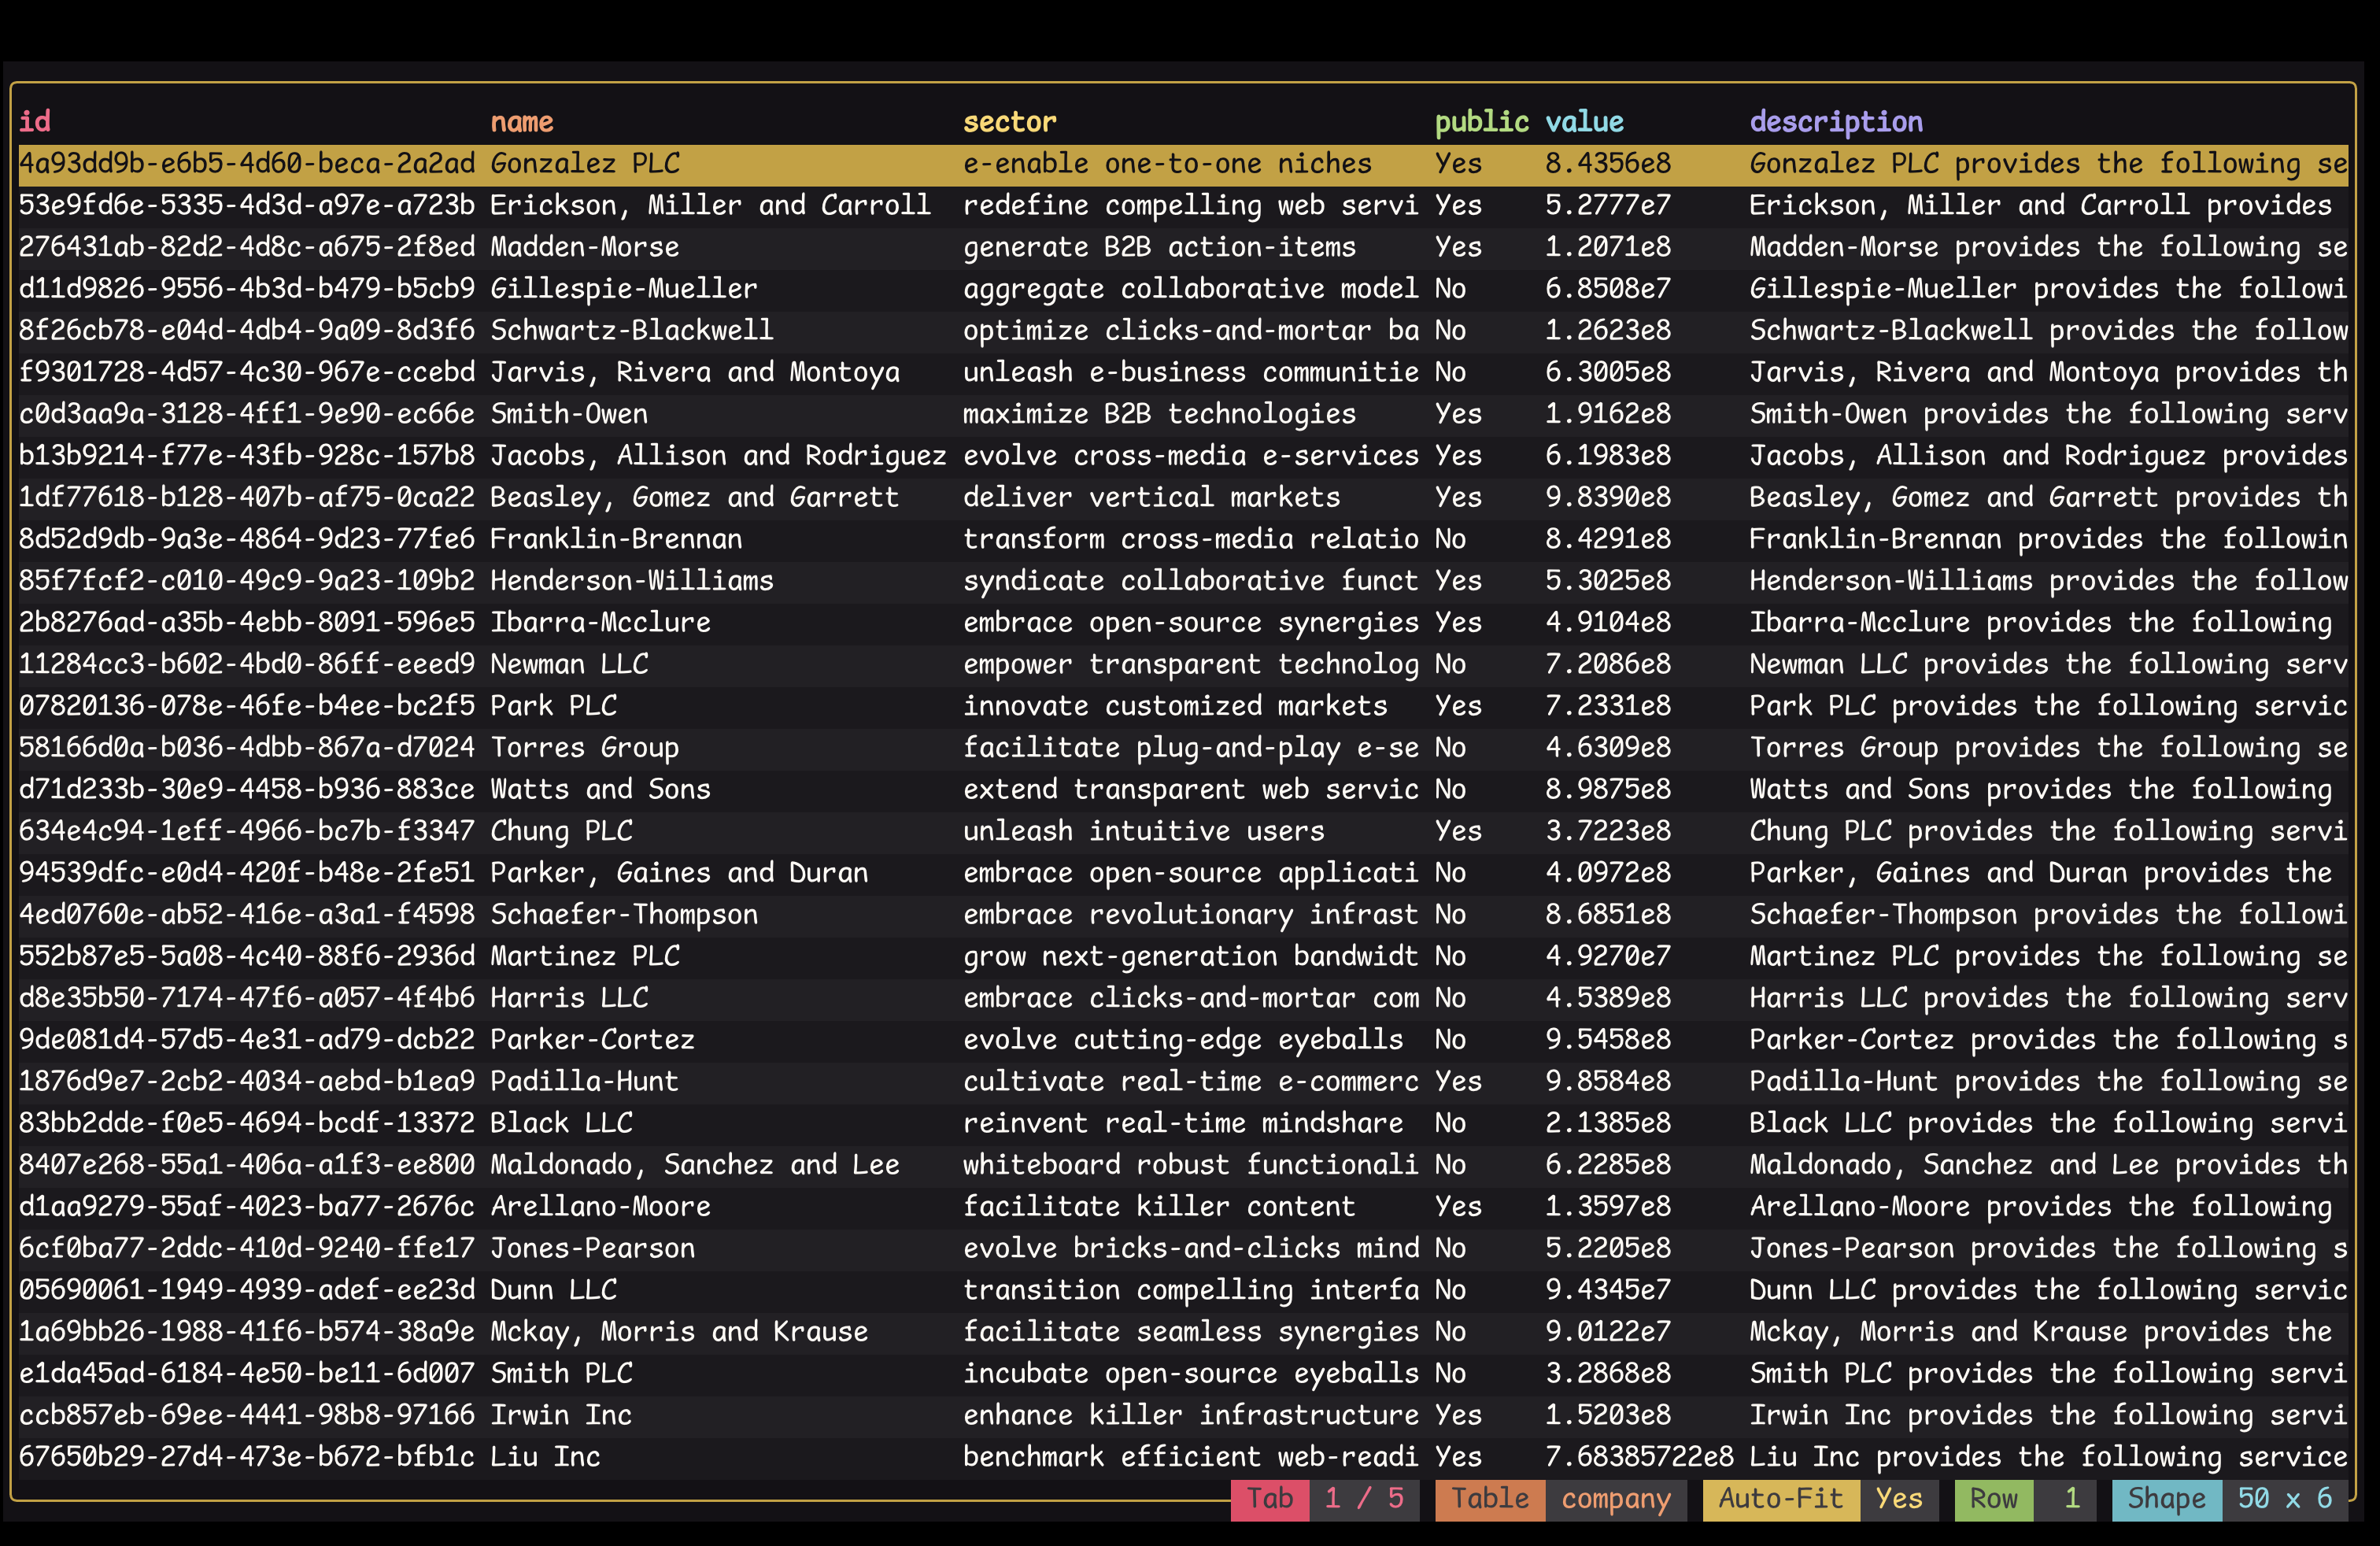 id name sector public value description
4a93dd9b-e6b5-4d60-beca-2a2ad Gonzalez PLC e-enable one-to-one niches Yes 8.4356e8 Gonzalez PLC provides the following se
53e9fd6e-5335-4d3d-a97e-a723b Erickson, Miller and Carroll redefine compelling web servi Yes 5.2777e7 Erickson, Miller and Carroll provides
276431ab-82d2-4d8c-a675-2f8ed Madden-Morse generate B2B action-items Yes 1.2071e8 Madden-Morse provides the following se
d11d9826-9556-4b3d-b479-b5cb9 Gillespie-Mueller aggregate collaborative model No 6.8508e7 Gillespie-Mueller provides the followi
8f26cb78-e04d-4db4-9a09-8d3f6 Schwartz-Blackwell optimize clicks-and-mortar ba No 1.2623e8 Schwartz-Blackwell provides the follow
f9301728-4d57-4c30-967e-ccebd Jarvis, Rivera and Montoya unleash e-business communitie No 6.3005e8 Jarvis, Rivera and Montoya provides th
c0d3aa9a-3128-4ff1-9e90-ec66e Smith-Owen maximize B2B technologies Yes 1.9162e8 Smith-Owen provides the following serv
b13b9214-f77e-43fb-928c-157b8 Jacobs, Allison and Rodriguez evolve cross-media e-services Yes 6.1983e8 Jacobs, Allison and Rodriguez provides
1df77618-b128-407b-af75-0ca22 Beasley, Gomez and Garrett deliver vertical markets Yes 9.8390e8 Beasley, Gomez and Garrett provides th
8d52d9db-9a3e-4864-9d23-77fe6 Franklin-Brennan transform cross-media relatio No 8.4291e8 Franklin-Brennan provides the followin
85f7fcf2-c010-49c9-9a23-109b2 Henderson-Williams syndicate collaborative funct Yes 5.3025e8 Henderson-Williams provides the follow
2b8276ad-a35b-4ebb-8091-596e5 Ibarra-Mcclure embrace open-source synergies Yes 4.9104e8 Ibarra-Mcclure provides the following
11284cc3-b602-4bd0-86ff-eeed9 Newman LLC empower transparent technolog No 7.2086e8 Newman LLC provides the following serv
07820136-078e-46fe-b4ee-bc2f5 Park PLC innovate customized markets Yes 7.2331e8 Park PLC provides the following servic
58166d0a-b036-4dbb-867a-d7024 Torres Group facilitate plug-and-play e-se No 4.6309e8 Torres Group provides the following se
d71d233b-30e9-4458-b936-883ce Watts and Sons extend transparent web servic No 8.9875e8 Watts and Sons provides the following
634e4c94-1eff-4966-bc7b-f3347 Chung PLC unleash intuitive users Yes 3.7223e8 Chung PLC provides the following servi
94539dfc-e0d4-420f-b48e-2fe51 Parker, Gaines and Duran embrace open-source applicati No 4.0972e8 Parker, Gaines and Duran provides the
4ed0760e-ab52-416e-a3a1-f4598 Schaefer-Thompson embrace revolutionary infrast No 8.6851e8 Schaefer-Thompson provides the followi
552b87e5-5a08-4c40-88f6-2936d Martinez PLC grow next-generation bandwidt No 4.9270e7 Martinez PLC provides the following se
d8e35b50-7174-47f6-a057-4f4b6 Harris LLC embrace clicks-and-mortar com No 4.5389e8 Harris LLC provides the following serv
9de081d4-57d5-4e31-ad79-dcb22 Parker-Cortez evolve cutting-edge eyeballs No 9.5458e8 Parker-Cortez provides the following s
1876d9e7-2cb2-4034-aebd-b1ea9 Padilla-Hunt cultivate real-time e-commerc Yes 9.8584e8 Padilla-Hunt provides the following se
83bb2dde-f0e5-4694-bcdf-13372 Black LLC reinvent real-time mindshare No 2.1385e8 Black LLC provides the following servi
8407e268-55a1-406a-a1f3-ee800 Maldonado, Sanchez and Lee whiteboard robust functionali No 6.2285e8 Maldonado, Sanchez and Lee provides th
d1aa9279-55af-4023-ba77-2676c Arellano-Moore facilitate killer content Yes 1.3597e8 Arellano-Moore provides the following
6cf0ba77-2ddc-410d-9240-ffe17 Jones-Pearson evolve bricks-and-clicks mind No 5.2205e8 Jones-Pearson provides the following s
05690061-1949-4939-adef-ee23d Dunn LLC transition compelling interfa No 9.4345e7 Dunn LLC provides the following servic
1a69bb26-1988-41f6-b574-38a9e Mckay, Morris and Krause facilitate seamless synergies No 9.0122e7 Mckay, Morris and Krause provides the
e1da45ad-6184-4e50-be11-6d007 Smith PLC incubate open-source eyeballs No 3.2868e8 Smith PLC provides the following servi
ccb857eb-69ee-4441-98b8-97166 Irwin Inc enhance killer infrastructure Yes 1.5203e8 Irwin Inc provides the following servi
67650b29-27d4-473e-b672-bfb1c Liu Inc benchmark efficient web-readi Yes 7.68385722e8 Liu Inc provides the following service
Tab 1 / 5 Table company Auto-Fit Yes Row 1 Shape 50 x 6